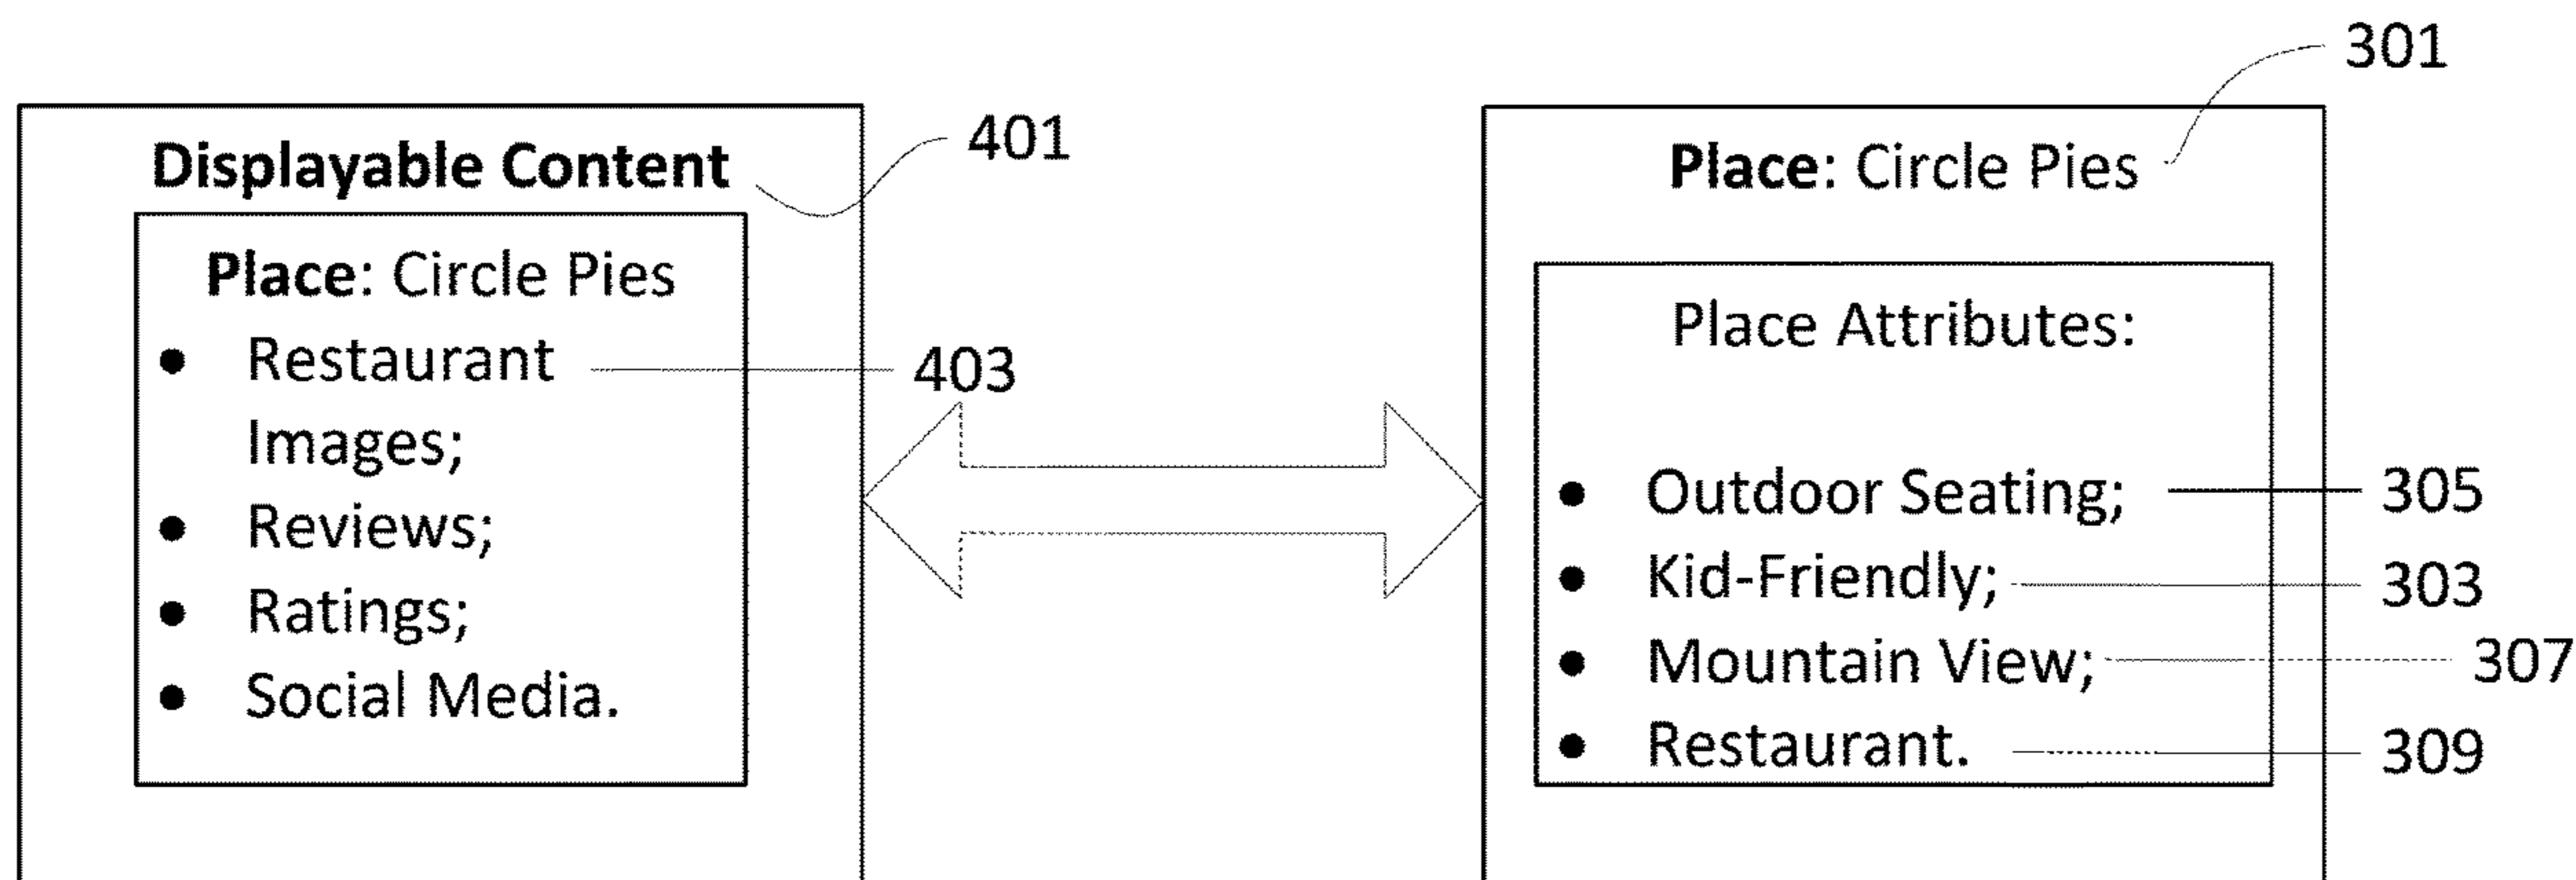 Displayable Content
401
Place: Circle Pies
• Restaurant
Images;
403
• Reviews;
• Ratings;
• Social Media.
301
Place: Circle Pies
Place Attributes:
• Outdoor Seating;
305
• Kid-Friendly;
303
• Mountain View;
307
• Restaurant.
309